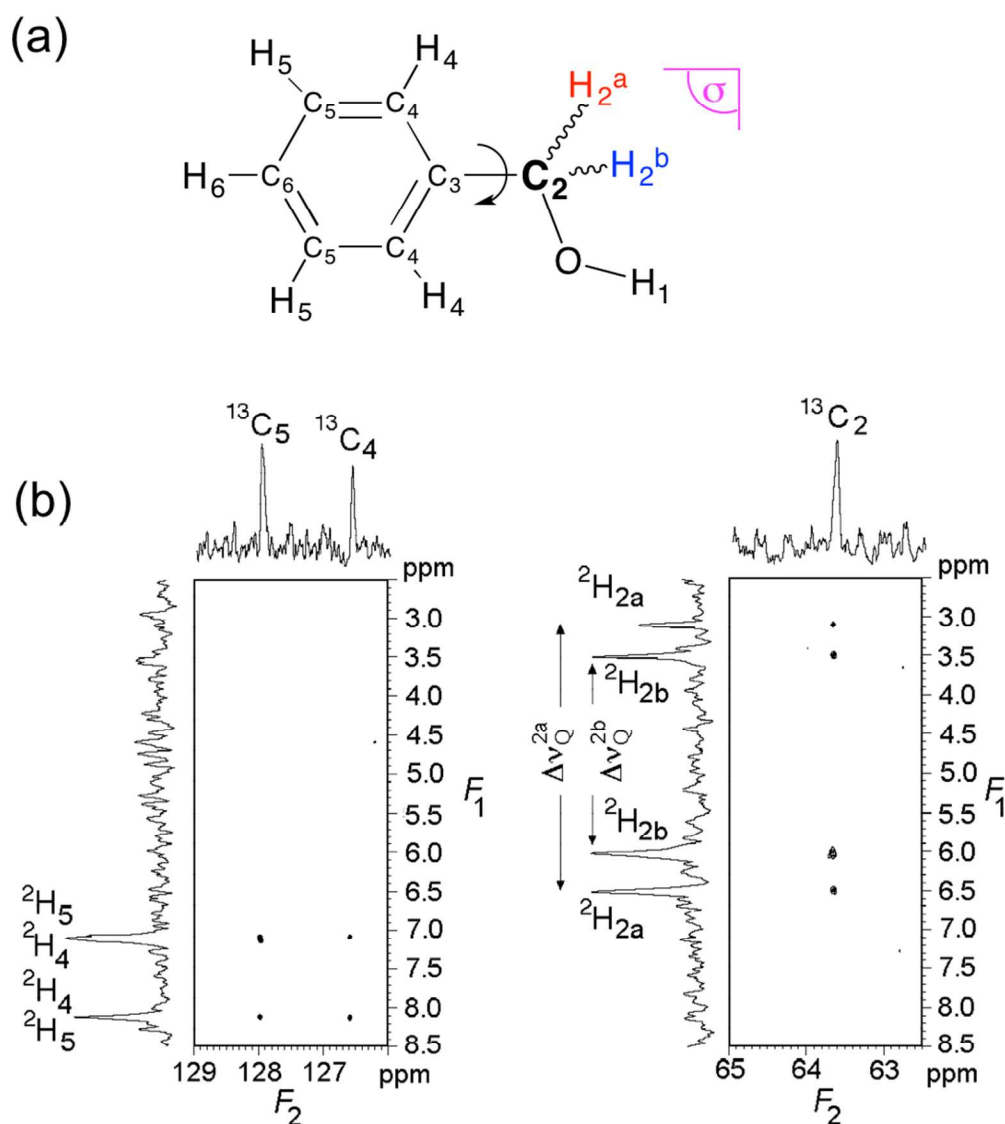 (a)
H₅ H₄
H₂ᵃ σ
C₅ C₄
H₆ C₆ C₃ C₂ H₂ᵇ
C₅ C₄ O H₁
H₅ H₄
(b)
¹³C₅ ¹³C₄
ppm
3.0
3.5
4.0
4.5
5.0
5.5
6.0
6.5
7.0
7.5
8.0
8.5
F₁
²H₅
²H₄
²H₄
²H₅
129 128 127 ppm
F₂
¹³C₂
ppm
²H₂ₐ
²H₂b
Δν_Q^2a Δν_Q^2b
²H₂b
²H₂ₐ
3.0
3.5
4.0
4.5
5.0
5.5
6.0
6.5
7.0
7.5
8.0
8.5
F₁
65 64 63 ppm
F₂